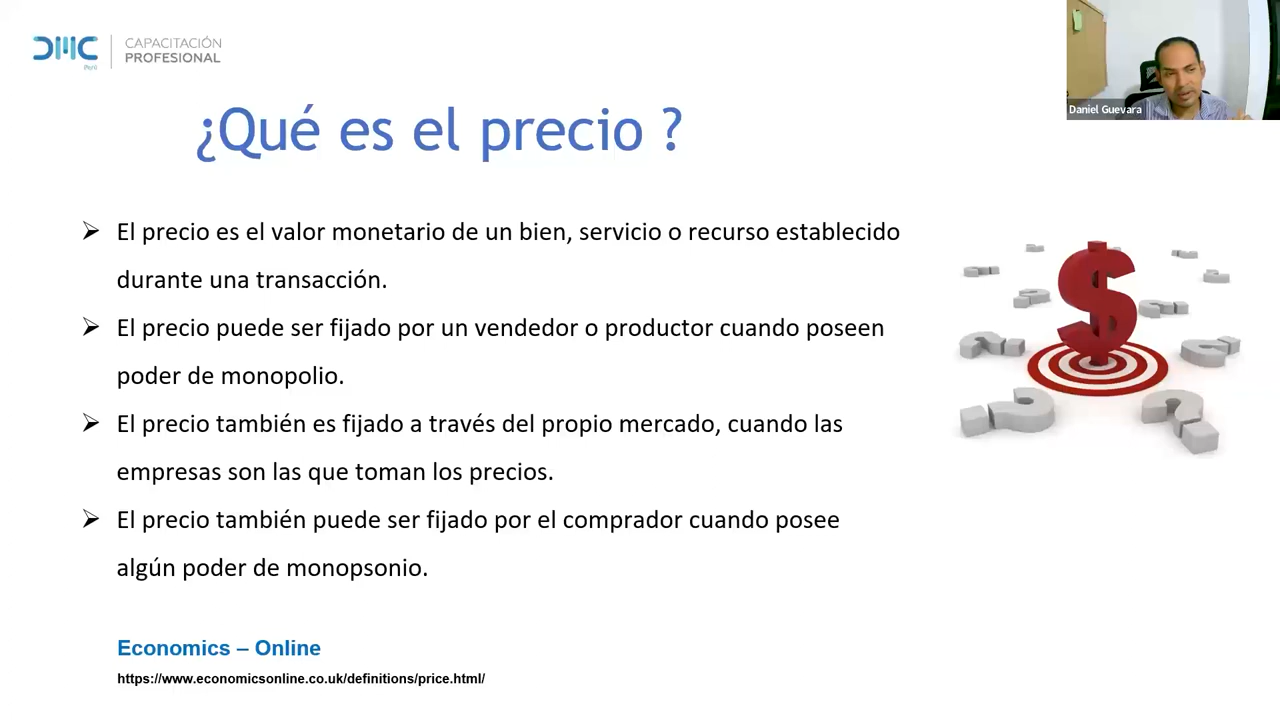 DMC
Perú
CAPACITACIÓN
PROFESIONAL
Daniel Guevara
¿Qué es el precio ?
➢ El precio es el valor monetario de un bien, servicio o recurso establecido
durante una transacción.
➢ El precio puede ser fijado por un vendedor o productor cuando poseen
poder de monopolio.
➢ El precio también es fijado a través del propio mercado, cuando las
empresas son las que toman los precios.
➢ El precio también puede ser fijado por el comprador cuando posee
algún poder de monopsonio.
Economics – Online
https://www.economicsonline.co.uk/definitions/price.html/